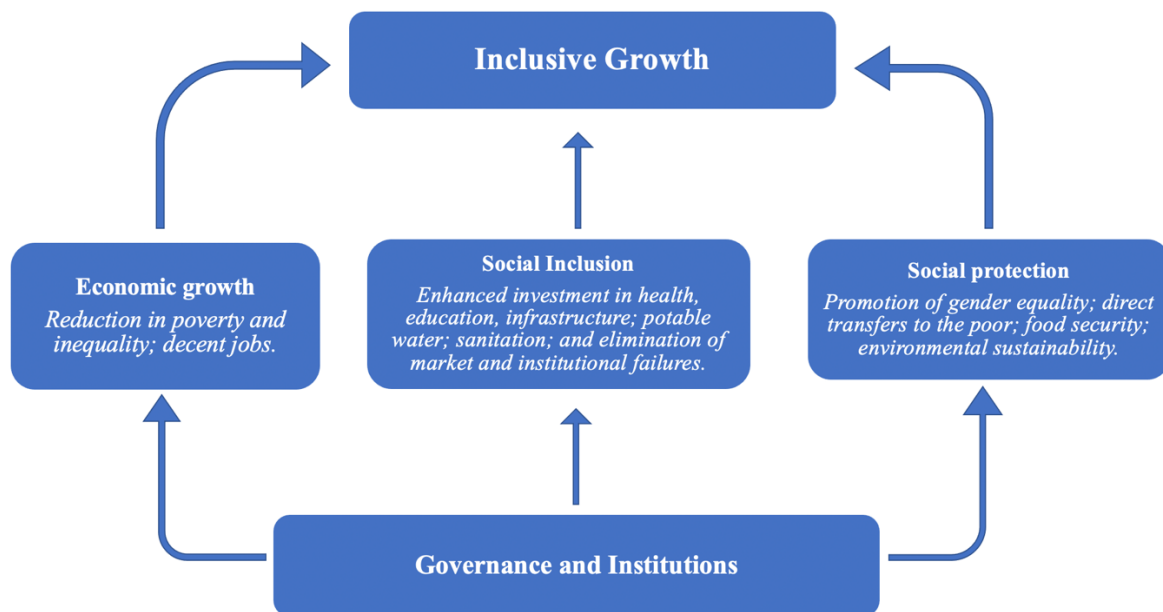 Inclusive Growth
Economic growth
Reduction in poverty and
inequality; decent jobs.
Social Inclusion
Enhanced investment in health,
education, infrastructure; potable
water; sanitation; and elimination of
market and institutional failures.
Social protection
Promotion of gender equality; direct
transfers to the poor; food security;
environmental sustainability.
Governance and Institutions